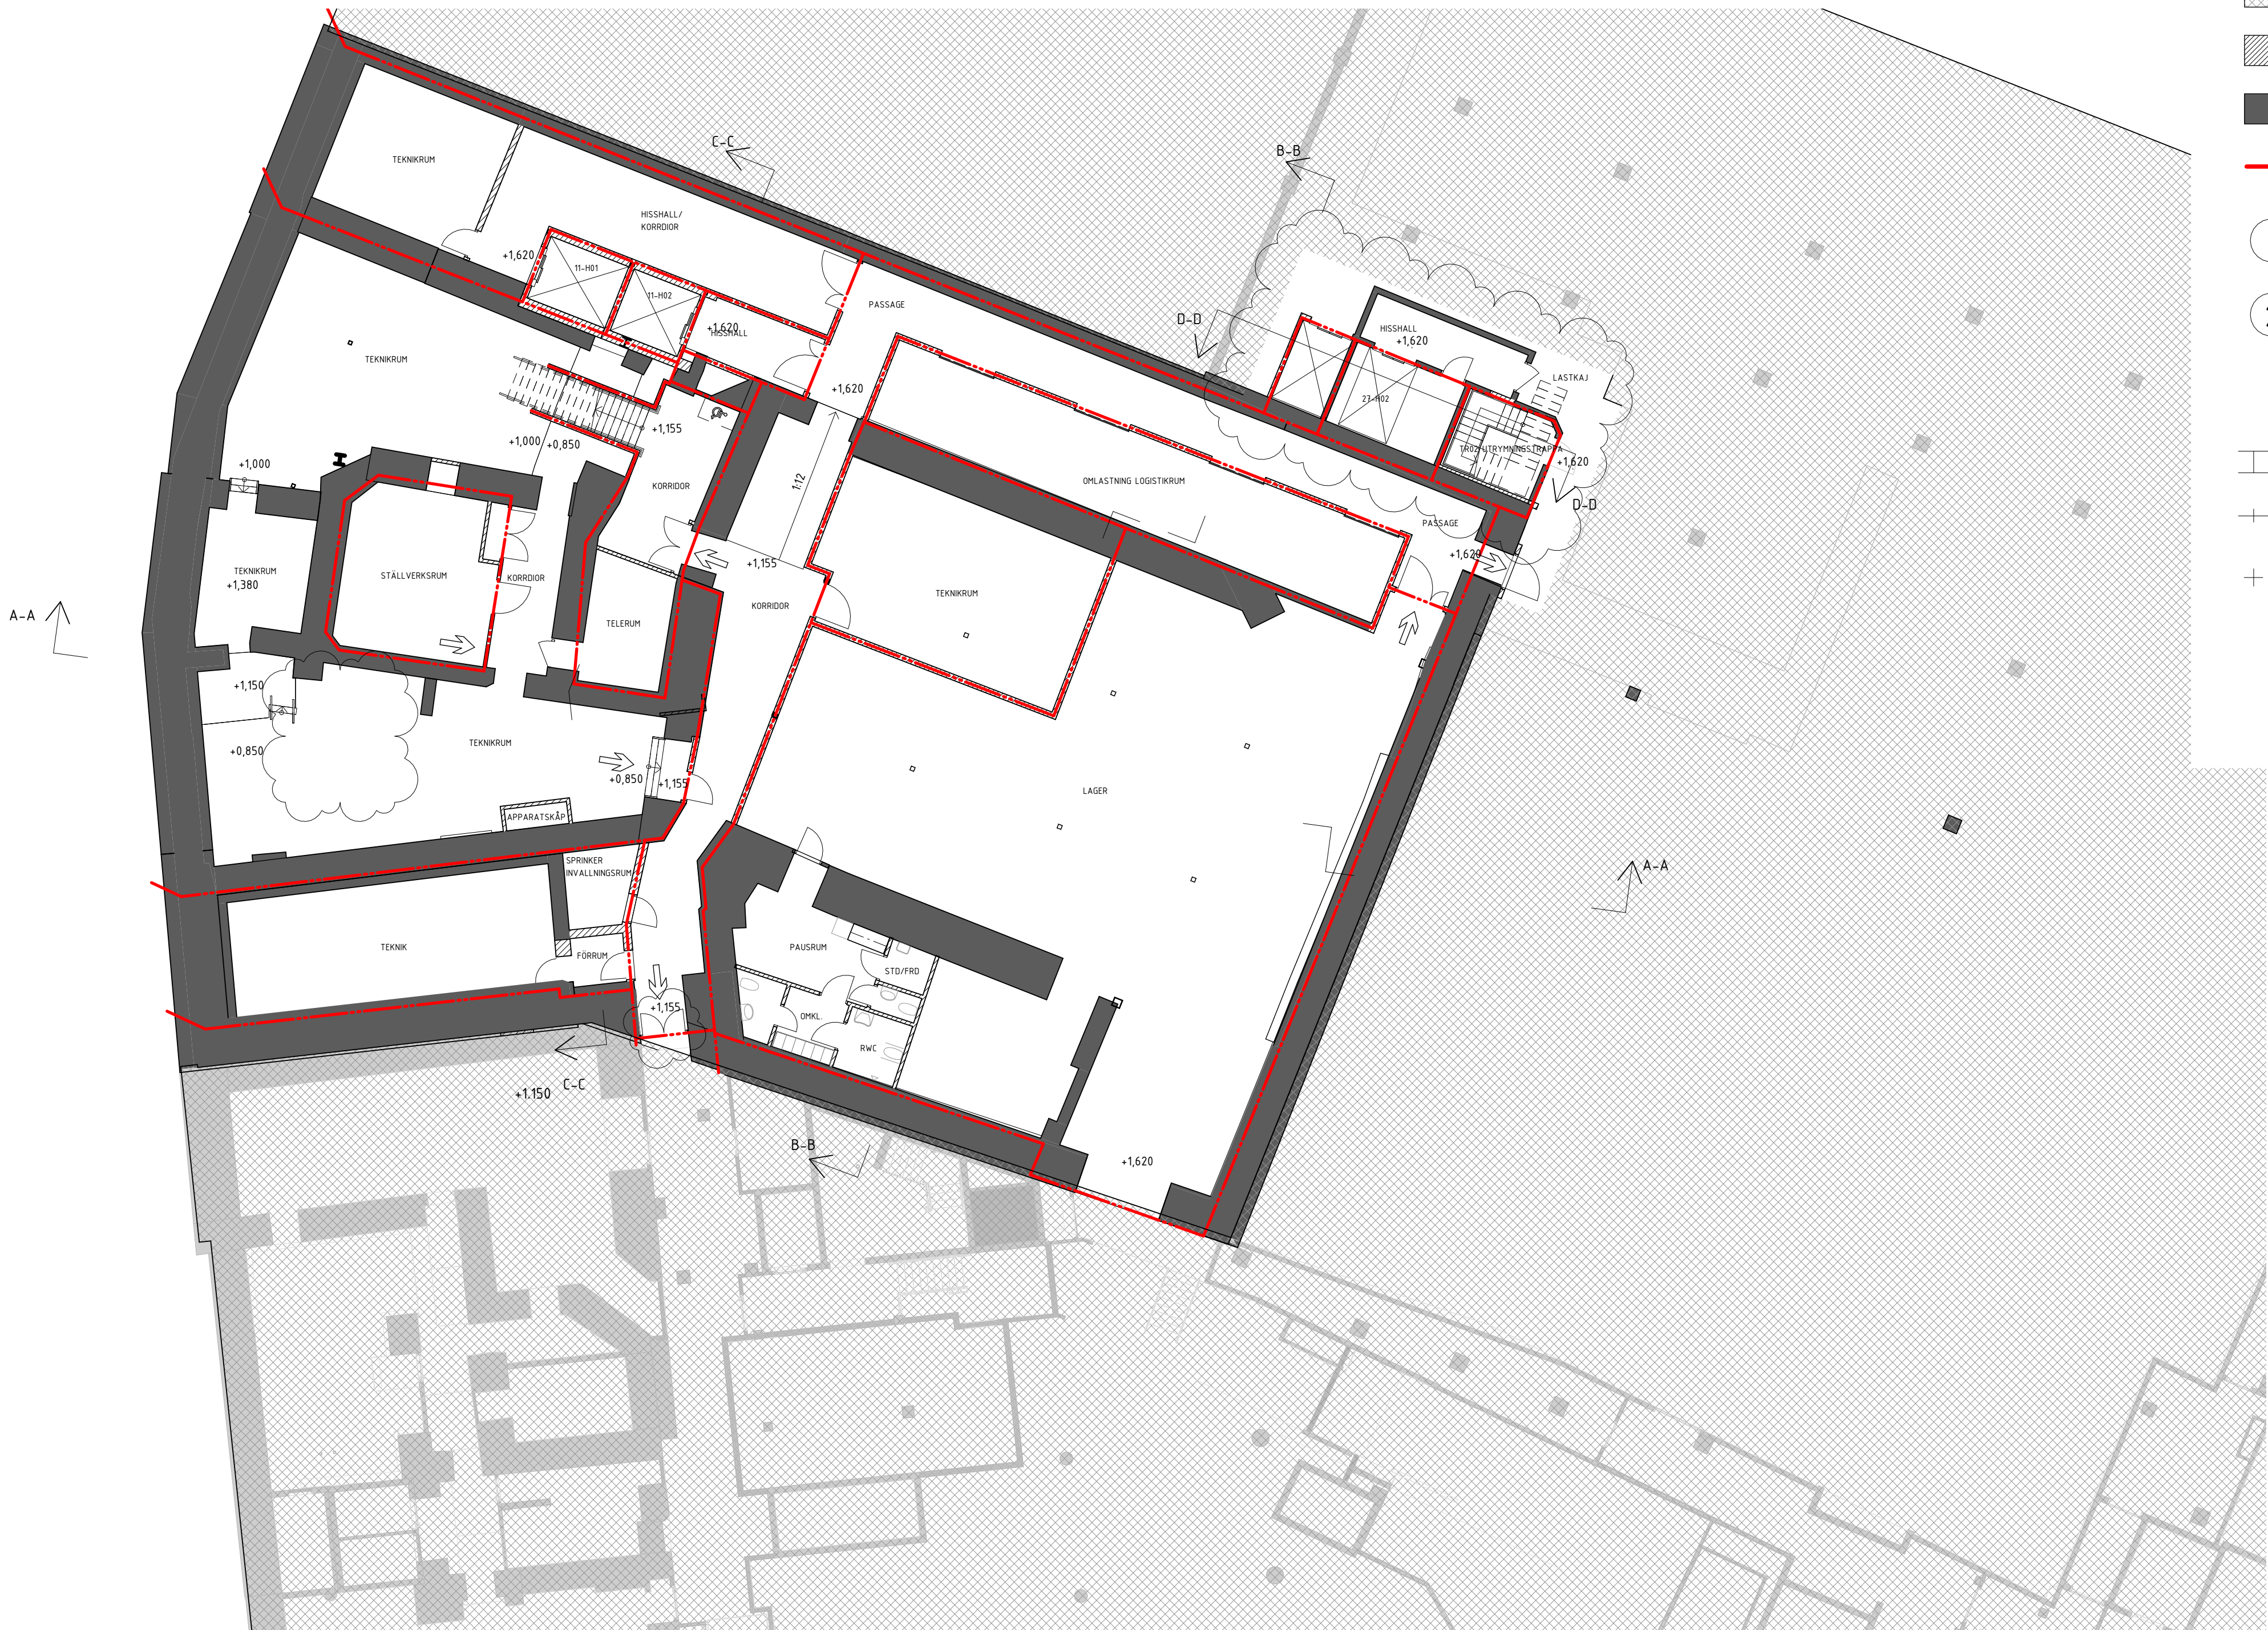 C-C
B-B
TEKNIKRUM
HISSHALL/
KORRDIOR
+1,620
11-H01
11-H02
+1,620
HISSHALL
PASSAGE
D-D
HISSHALL
+1,620
LASTKAJ
TEKNIKRUM
+1,620
27-H02
+1,155
+1,000
+0,850
TR02-UTRYMNINGSTRAPPA
+1,620
+1,000
KORRIDOR
1:12
OMLASTNING LOGISTIKRUM
D-D
PASSAGE
+1,620
TEKNIKRUM
+1,380
STÄLLVERKSRUM
KORRDIOR
+1,155
TEKNIKRUM
KORRIDOR
A-A
TELERUM
+1,150
+0,850
TEKNIKRUM
+0,850
+1,155
LAGER
APPARATSKÅP
SPRINKER
INVALLNINGSRUM
A-A
TEKNIK
FÖRRUM
PAUSRUM
STD/FRD
+1,155
OMKL.
RWC
C-C
+1.150
B-B
+1,620